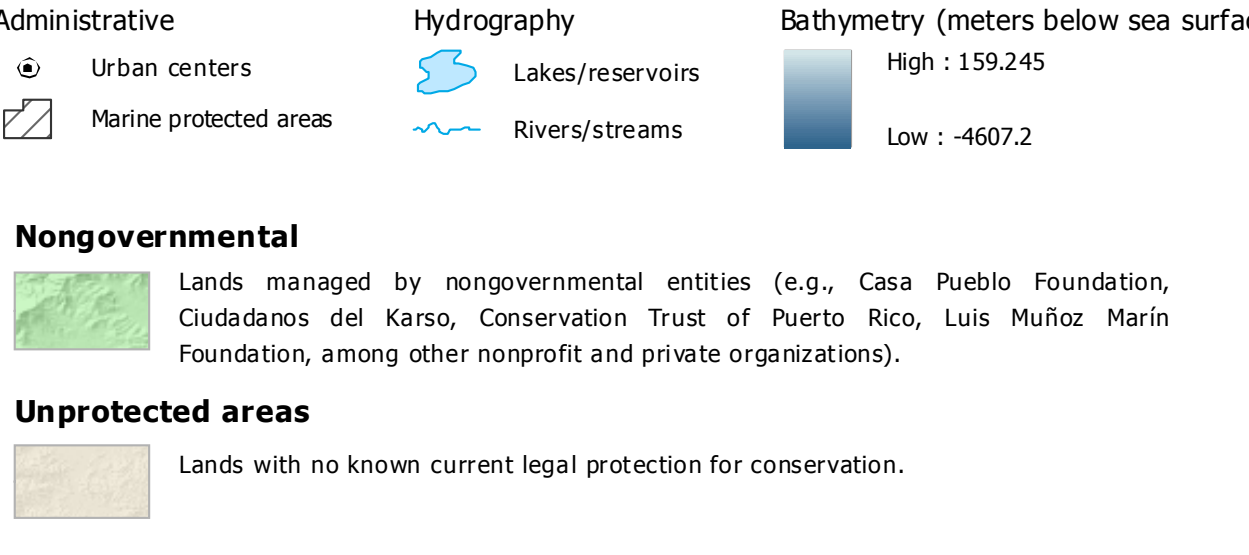 Administrative
Urban centers
Marine protected areas
Hydrography
Lakes/reservoirs
Rivers/streams
Bathymetry (meters below sea surfac
High : 159.245
Low : -4607.2
Nongovernmental
Lands managed by nongovernmental entities (e.g., Casa Pueblo Foundation,
Ciudadanos del Karso, Conservation Trust of Puerto Rico, Luis Muñoz Marín
Foundation, among other nonprofit and private organizations).
Unprotected areas
Lands with no known current legal protection for conservation.